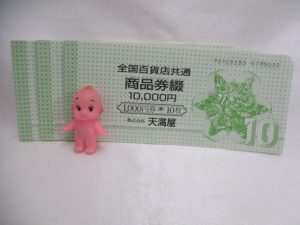 全国百貨店共通
商品券綴
10,000円
1,000円券 10枚
株式会社 天満屋
10